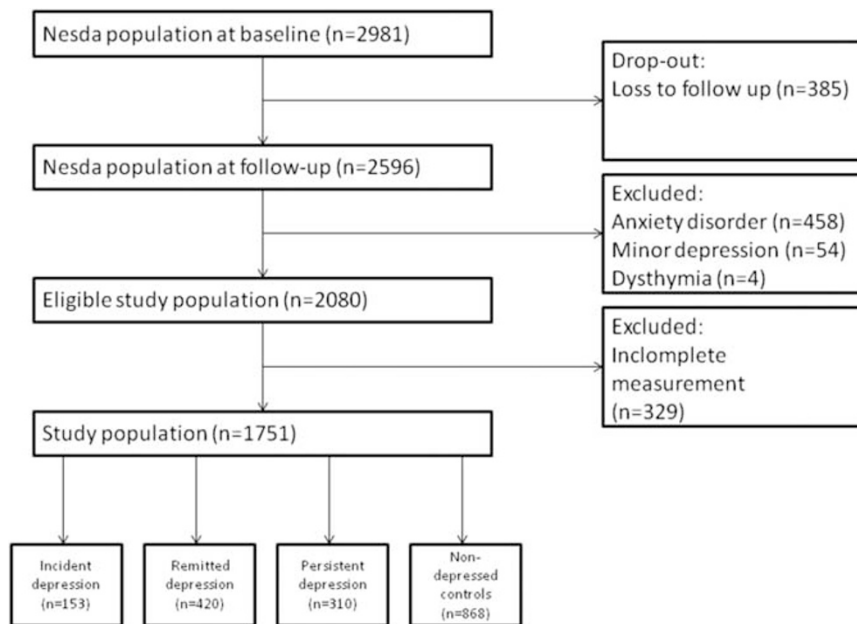 Nesda population at baseline (n=2981)
Drop-out:
Loss to follow up (n=385)
Nesda population at follow-up (n=2596)
Excluded:
Anxiety disorder (n=458)
Minor depression (n=54)
Dysthymia (n=4)
Eligible study population (n=2080)
Excluded:
Inclomplete
measurement
(n=329)
Study population (n=1751)
Incident
depression
(n=153)
Remitted
depression
(n=420)
Persistent
depression
(n=310)
Non-
depressed
controls
(n=868)